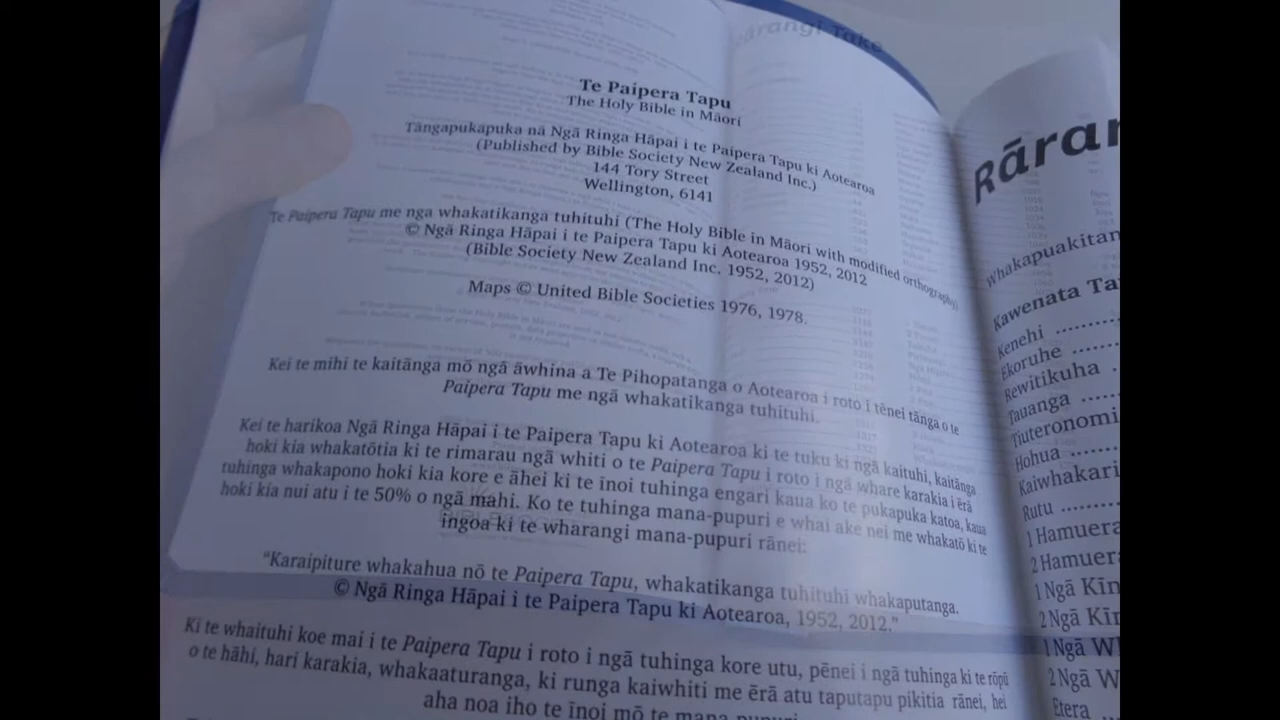 Te Paipera Tapu
The Holy Bible in Māori
Tāngapukapuka nā Ngā Ringa Hāpai i te Paipera Tapu ki Aotearoa
(Published by Bible Society New Zealand Inc.)
144 Tory Street
Wellington, 6141
Te Paipera Tapu me nga whakatikanga tuhituhi (The Holy Bible in Māori with modified orthography)
© Ngā Ringa Hāpai i te Paipera Tapu ki Aotearoa 1952, 2012
(Bible Society New Zealand Inc. 1952, 2012)
Maps © United Bible Societies 1976, 1978.
Kei te mihi te kaitānga mō ngā āwhina a Te Pihopatanga o Aotearoa i roto i tēnei tānga o te
Paipera Tapu me ngā whakatikanga tuhituhi.
Kei te harikoa Ngā Ringa Hāpai i te Paipera Tapu ki Aotearoa ki te tuku ki ngā kaituhi, kaitānga
hoki kia whakatōtia ki te rimarau ngā whiti o te Paipera Tapu i roto i ngā whare karakia i ērā
tuhinga whakapono hoki kia kore e āhei ki te īnoi tuhinga engari kaua ko te pukapuka katoa, kaua
hoki kia nui atu i te 50% o ngā mahi. Ko te tuhinga mana-pupuri e whai ake nei me whakatō ki te
ingoa ki te wharangi mana-pupuri rānei:
“Karaipiture whakahua nō te Paipera Tapu, whakatikanga tuhituhi whakaputanga.
© Ngā Ringa Hāpai i te Paipera Tapu ki Aotearoa, 1952, 2012.”
Ki te whaituhi koe mai i te Paipera Tapu i roto i ngā tuhinga kore utu, pēnei i ngā tuhinga ki te rōpū
o te hāhi, hari karakia, whakaaturanga, ki runga kaiwhiti me ērā atu taputapu pikitia rānei, hei
aha noa iho te īnoi mō te mana pupuri
Rāran
Whakapuakitan
Kawenata Ta
Kenehi
Ekoruhe
Rewitikuha
Tauanga
Tiuteronomi
Hohua
Kaiwhakari
Rutu
1 Hamuera
2 Hamuera
1 Ngā Kīn
2 Ngā Kīn
1 Ngā Wh
2 Ngā W
Etera